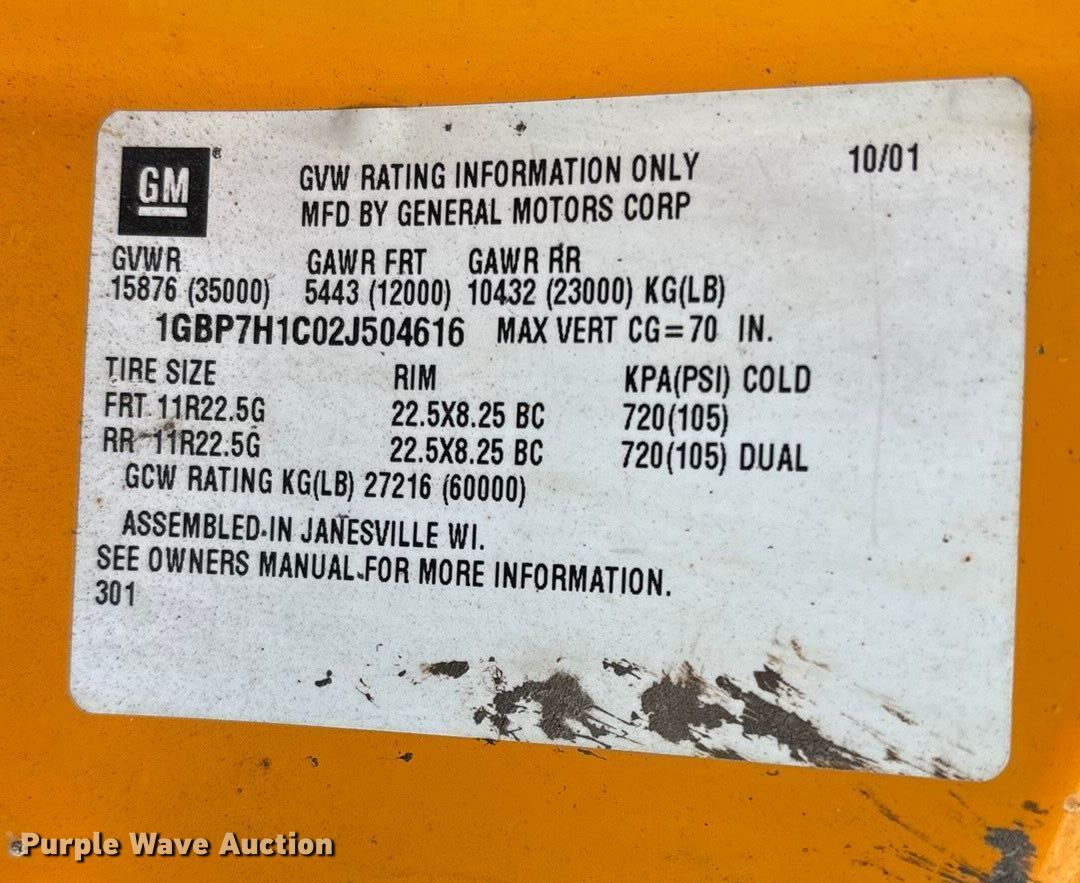 GM®
GVW RATING INFORMATION ONLY 10/01
MFD BY GENERAL MOTORS CORP
GVWR GAWR FRT GAWR RR
15876 (35000) 5443 (12000) 10432 (23000) KG(LB)
1GBP7H1C02J504616 MAX VERT CG=70 IN.
TIRE SIZE RIM KPA(PSI) COLD
FRT 11R22.5G 22.5X8.25 BC 720(105)
RR 11R22.5G 22.5X8.25 BC 720(105) DUAL
GCW RATING KG(LB) 27216 (60000)
ASSEMBLED IN JANESVILLE WI.
SEE OWNERS MANUAL FOR MORE INFORMATION.
301
Purple Wave Auction